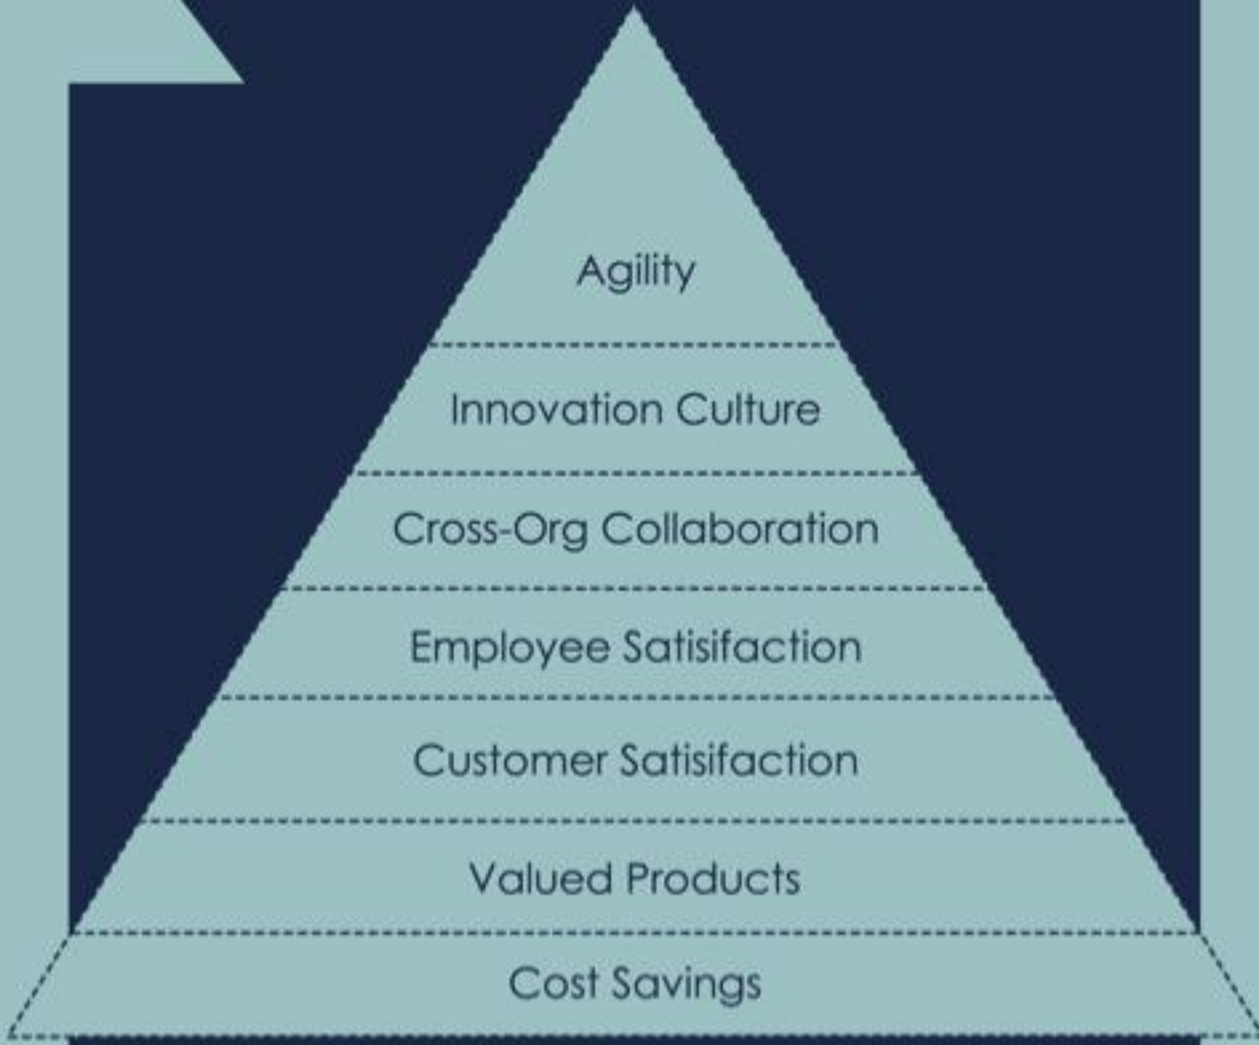 Agility
Innovation Culture
Cross-Org Collaboration
Employee Satisifaction
Customer Satisifaction
Valued Products
Cost Savings